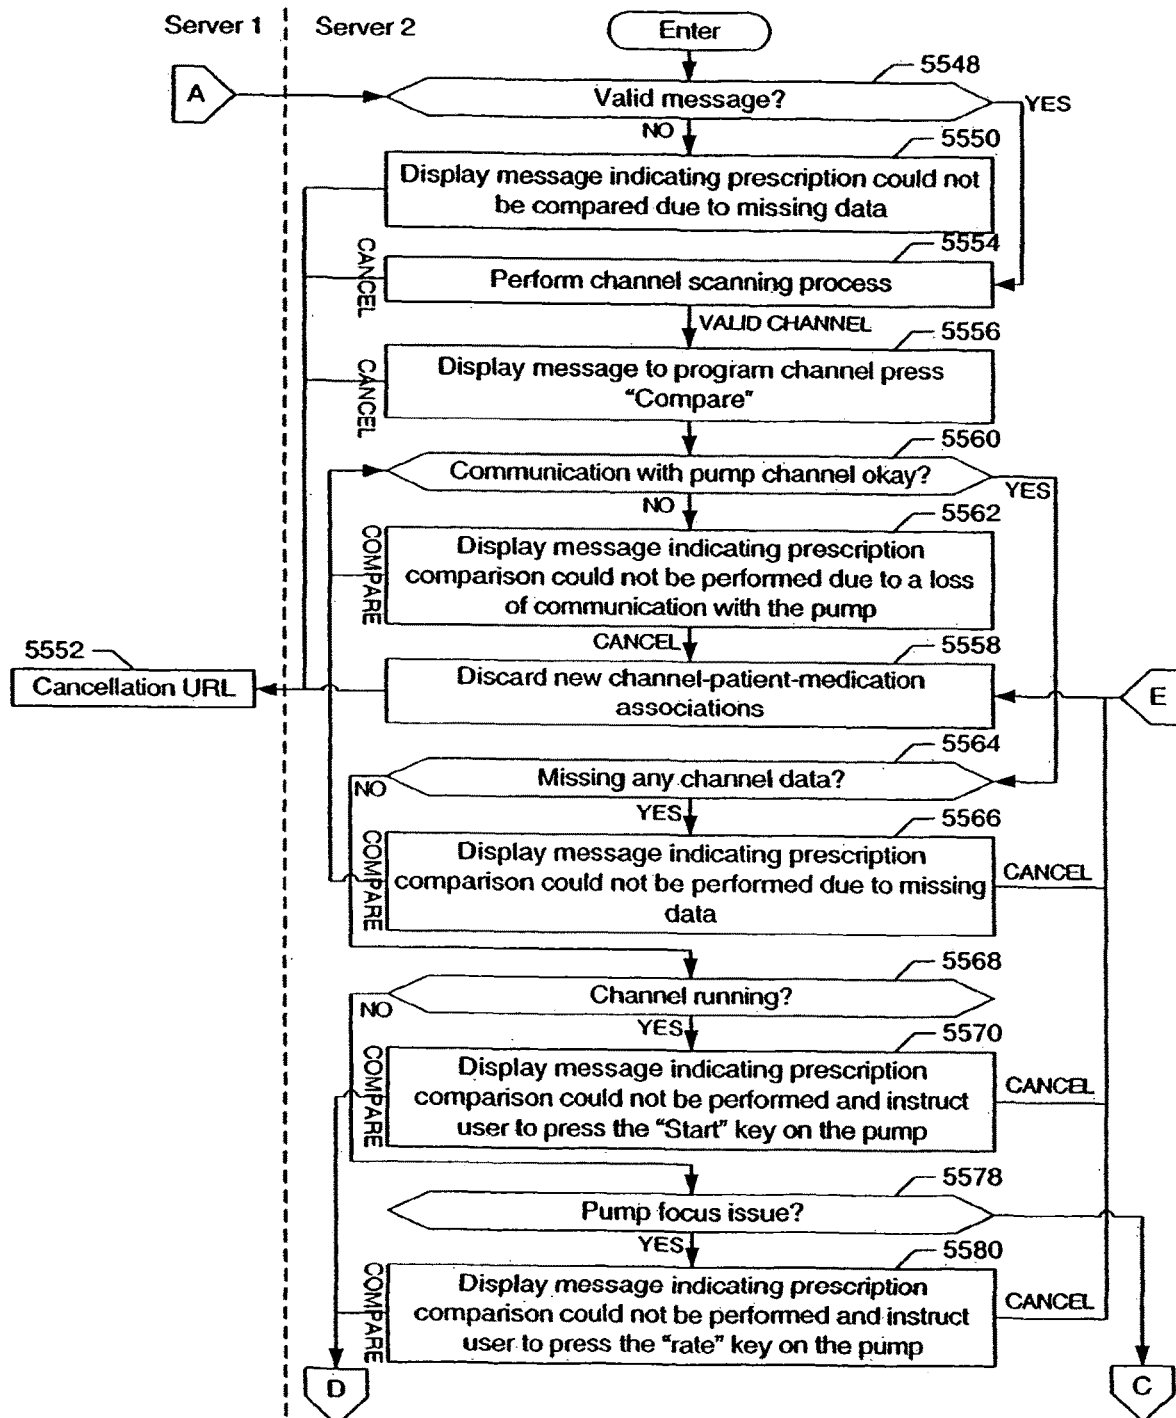 Server 1
Server 2
Enter
A
5548
Valid message?
YES
NO
5550
Display message indicating prescription could not
be compared due to missing data
5554
CANCEL
Perform channel scanning process
VALID CHANNEL
5556
CANCEL
Display message to program channel press
“Compare”
5560
Communication with pump channel okay?
YES
NO
5562
COMPARE
Display message indicating prescription
comparison could not be performed due to a loss
of communication with the pump
CANCEL
5558
5552
Cancellation URL
Discard new channel-patient-medication
associations
E
5564
Missing any channel data?
NO
YES
5566
COMPARE
Display message indicating prescription
comparison could not be performed due to missing
data
CANCEL
5568
Channel running?
NO
YES
5570
COMPARE
Display message indicating prescription
comparison could not be performed and instruct
user to press the “Start” key on the pump
CANCEL
5578
Pump focus issue?
YES
5580
COMPARE
Display message indicating prescription
comparison could not be performed and instruct
user to press the “rate” key on the pump
CANCEL
D
C